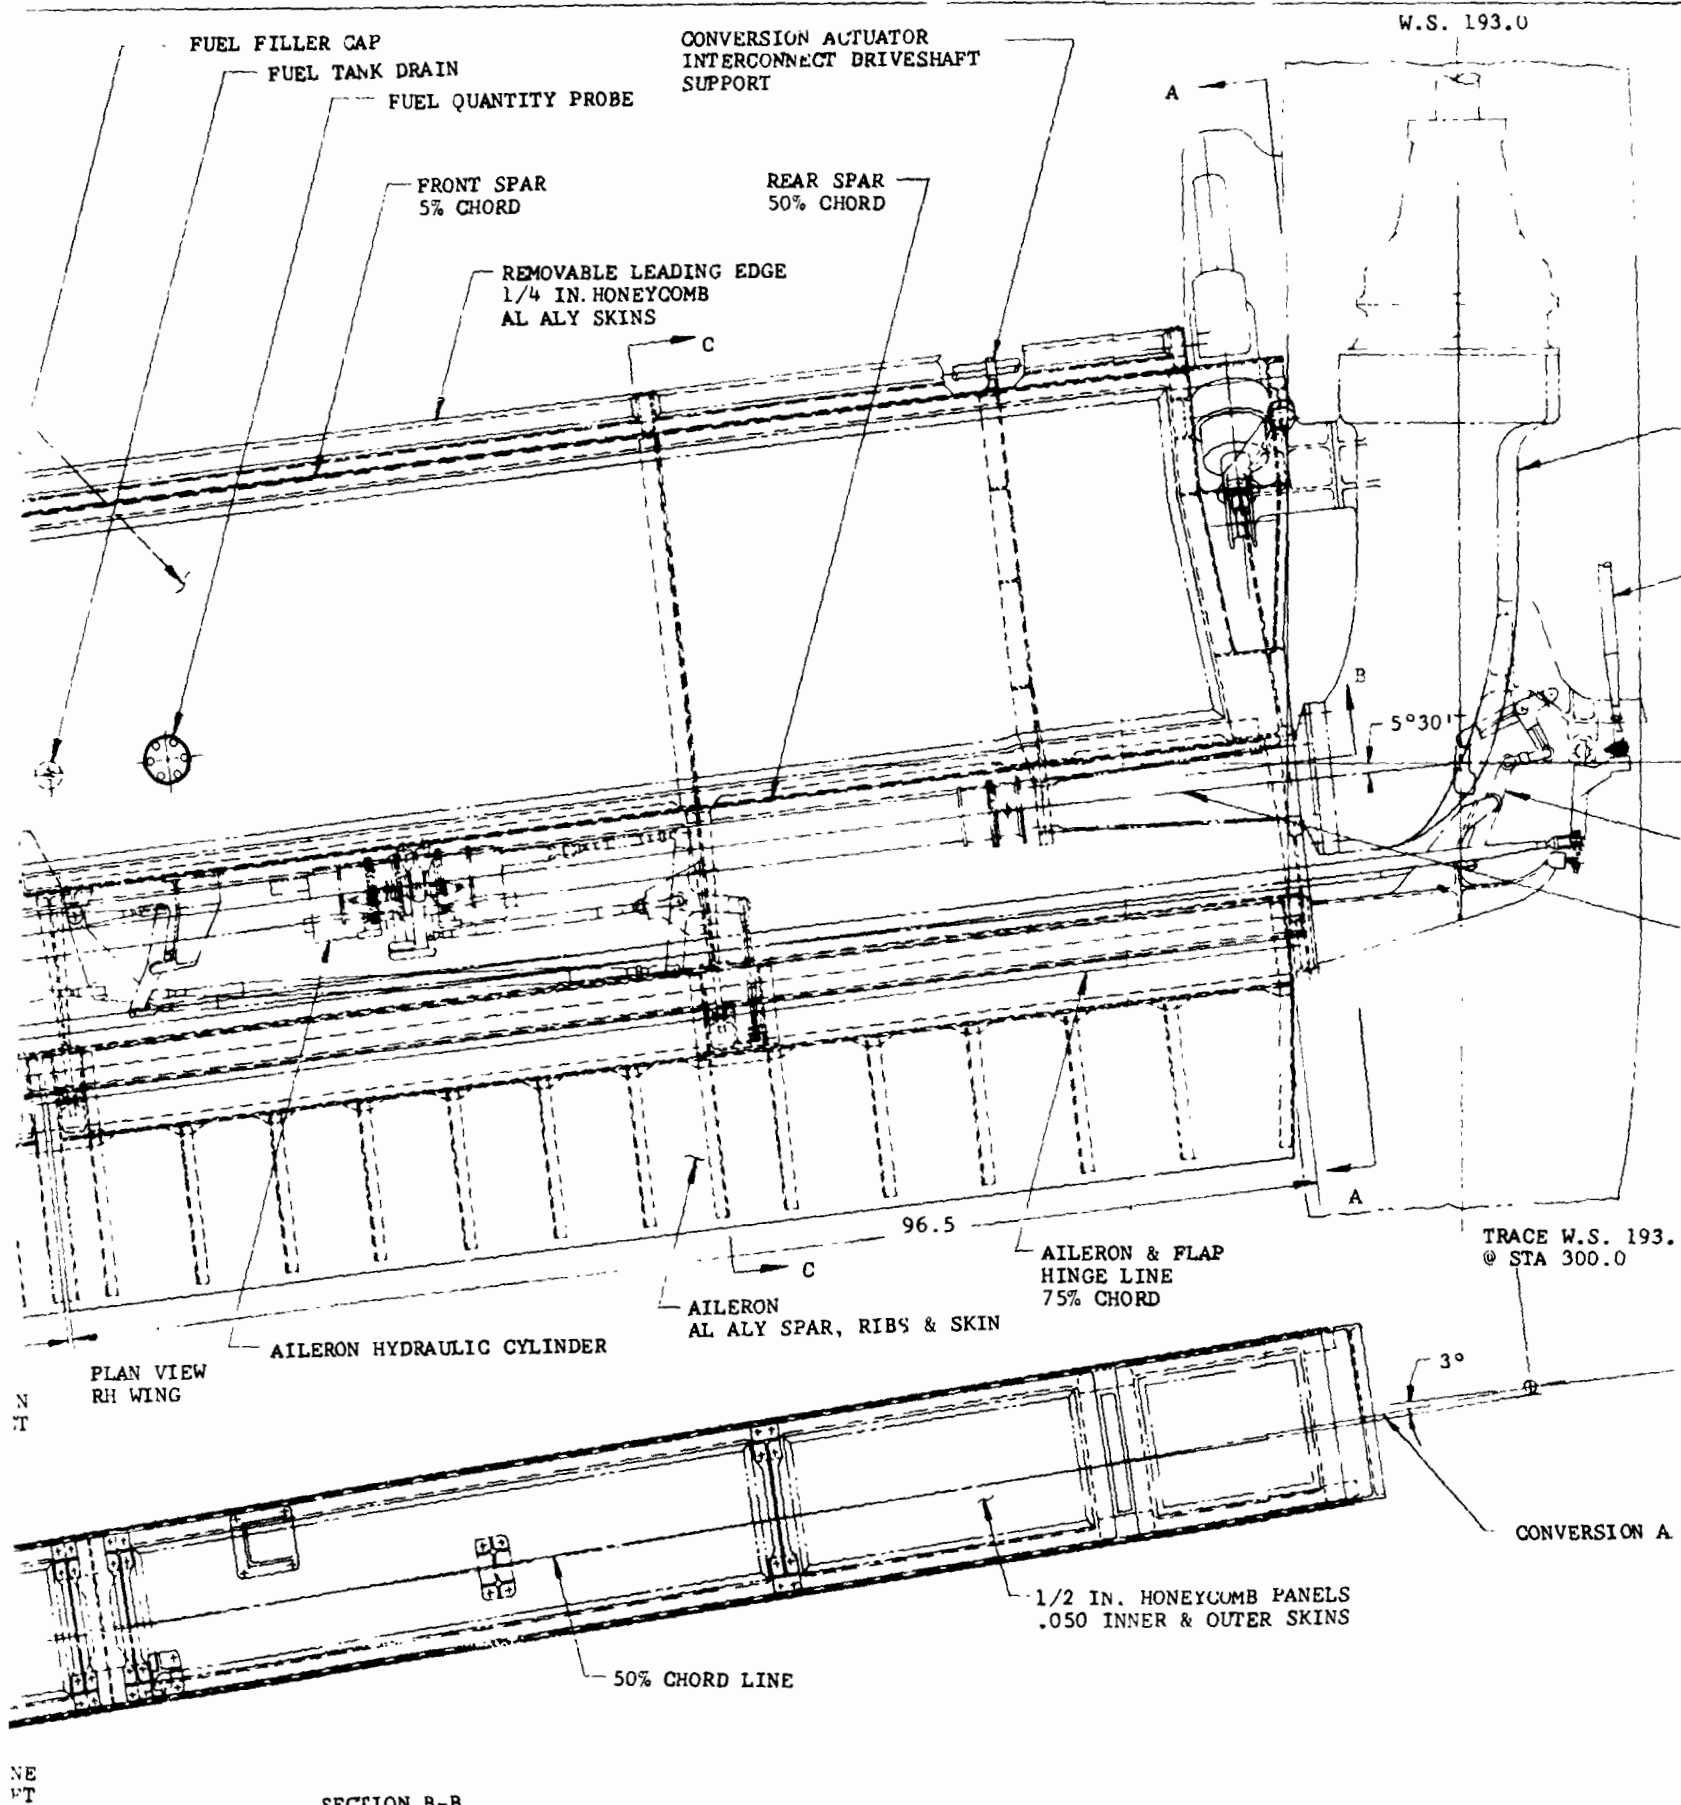 W.S. 193.0
FUEL FILLER CAP
FUEL TANK DRAIN
FUEL QUANTITY PROBE
CONVERSION ACTUATOR
INTERCONNECT DRIVESHAFT
SUPPORT
A
FRONT SPAR
5% CHORD
REAR SPAR
50% CHORD
REMOVABLE LEADING EDGE
1/4 IN. HONEYCOMB
AL ALY SKINS
C
B
5°30'
96.5
A
TRACE W.S. 193.
@ STA 300.0
AILERON & FLAP
HINGE LINE
75% CHORD
C
AILERON
AL ALY SPAR, RIBS & SKIN
AILERON HYDRAULIC CYLINDER
PLAN VIEW
RH WING
N
T
3°
CONVERSION A
1/2 IN. HONEYCOMB PANELS
.050 INNER & OUTER SKINS
50% CHORD LINE
NE
FT
SECTION B-B